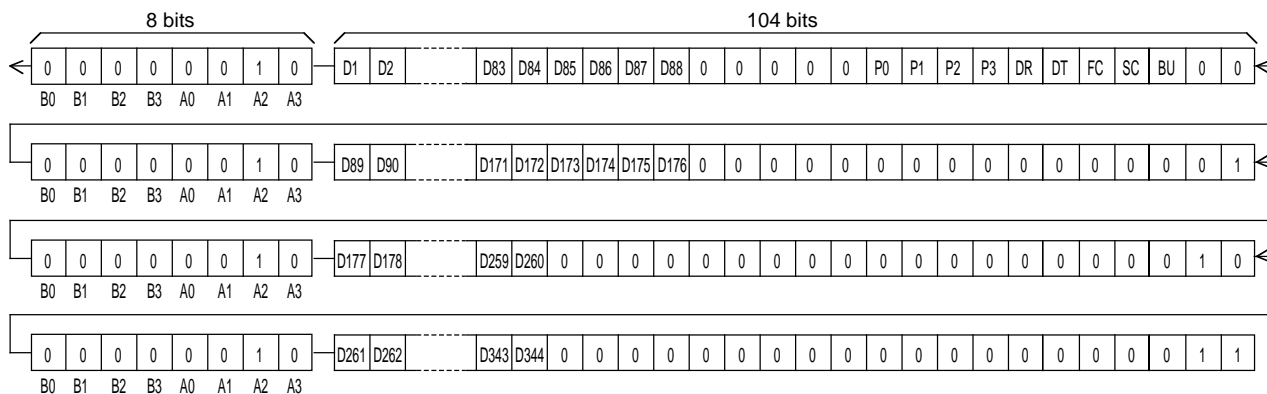 8 bits 104 bits
0 0 0 0 0 0 1 0 D1 D2 D83 D84 D85 D86 D87 D88 0 0 0 0 0 P0 P1 P2 P3 DR DT FC SC BU 0 0
B0 B1 B2 B3 A0 A1 A2 A3
0 0 0 0 0 0 1 0 D89 D90 D171 D172 D173 D174 D175 D176 0 0 0 0 0 0 0 0 0 0 0 0 0 0 0 1
B0 B1 B2 B3 A0 A1 A2 A3
0 0 0 0 0 0 1 0 D177 D178 D259 D260 0 0 0 0 0 0 0 0 0 0 0 0 0 0 0 0 0 0 1 0
B0 B1 B2 B3 A0 A1 A2 A3
0 0 0 0 0 0 1 0 D261 D262 D343 D344 0 0 0 0 0 0 0 0 0 0 0 0 0 0 0 0 0 0 1 1
B0 B1 B2 B3 A0 A1 A2 A3